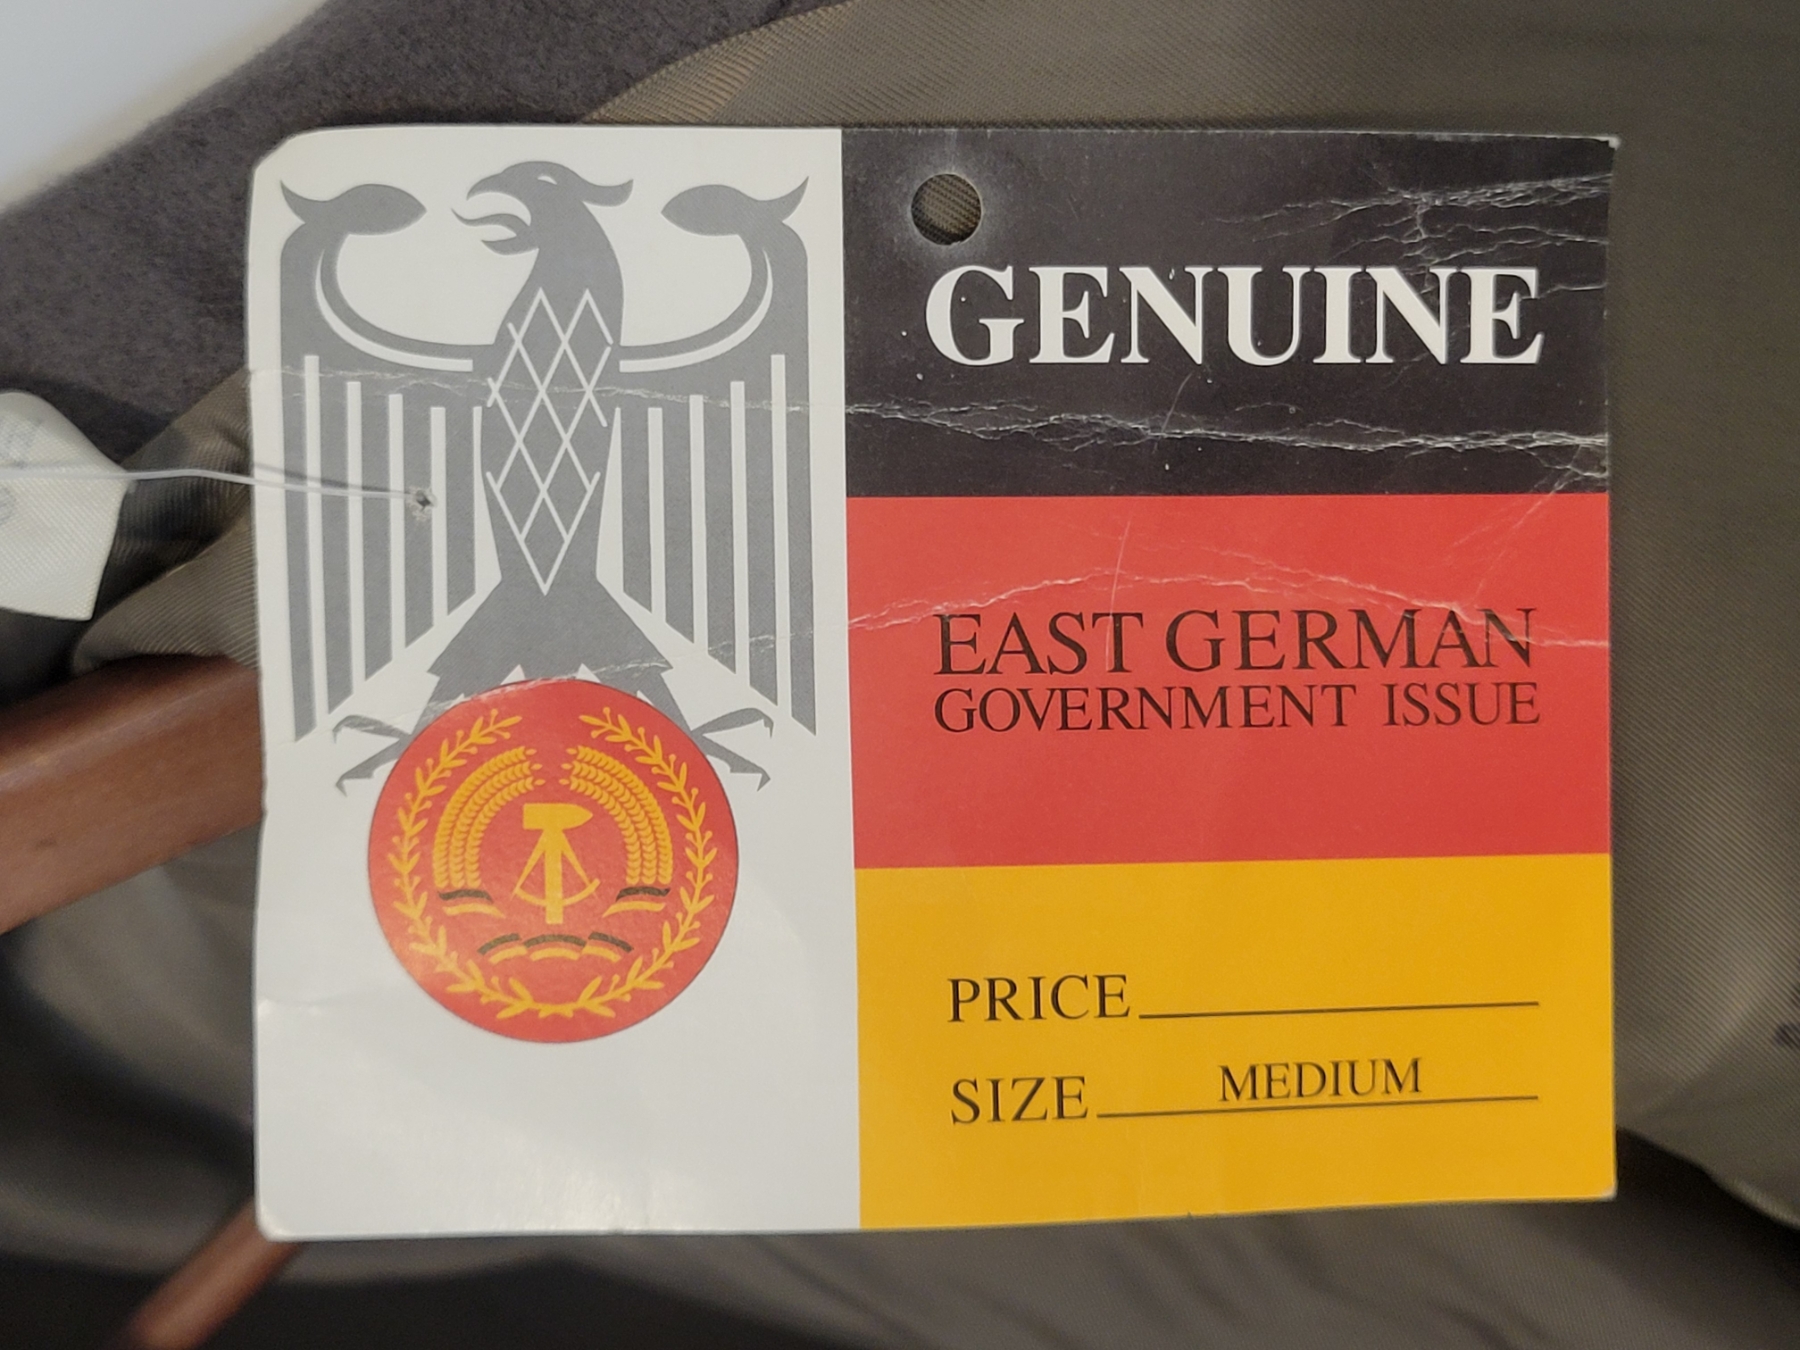 GENUINE
EAST GERMAN
GOVERNMENT ISSUE
PRICE
SIZE MEDIUM